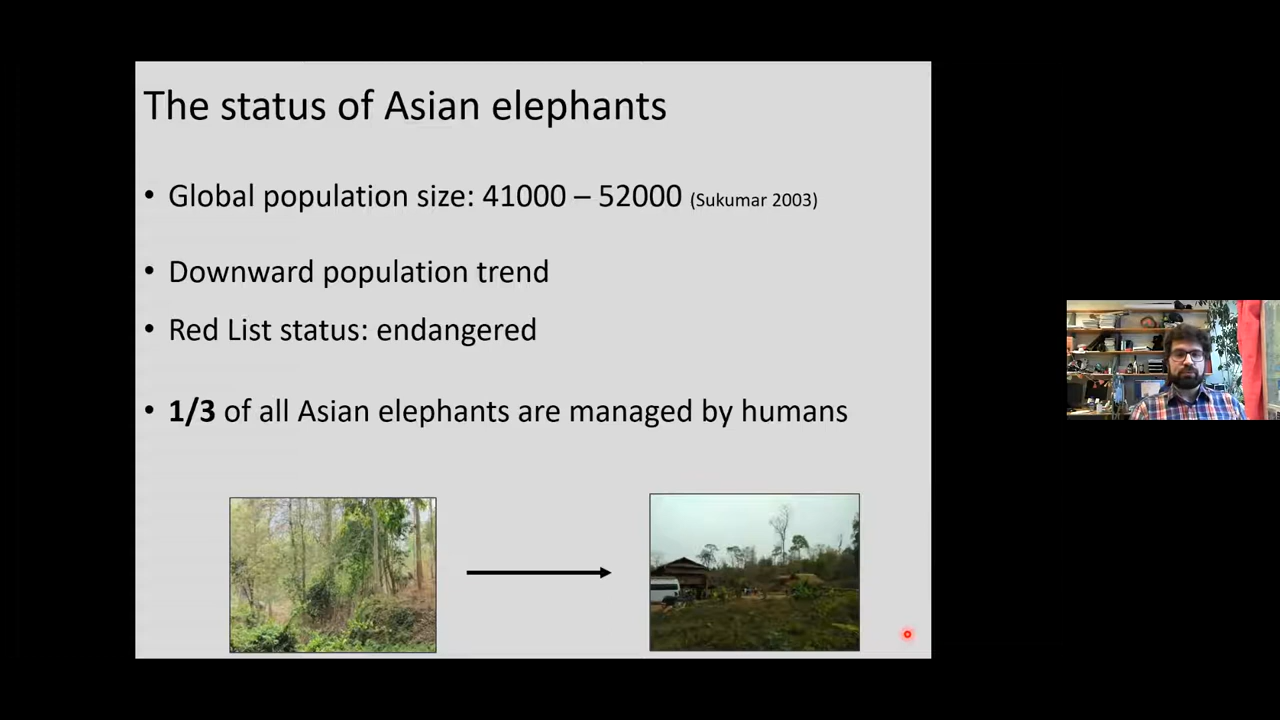 The status of Asian elephants
• Global population size: 41000 – 52000 (Sukumar 2003)
• Downward population trend
• Red List status: endangered
• 1/3 of all Asian elephants are managed by humans